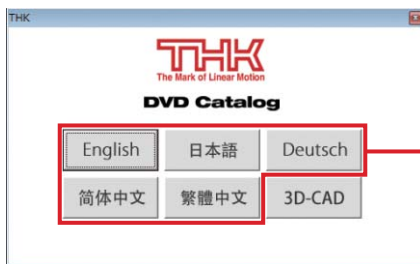 THK
THK
The Mark of Linear Motion
DVD Catalog
English 日本語 Deutsch
简体中文 繁體中文 3D-CAD